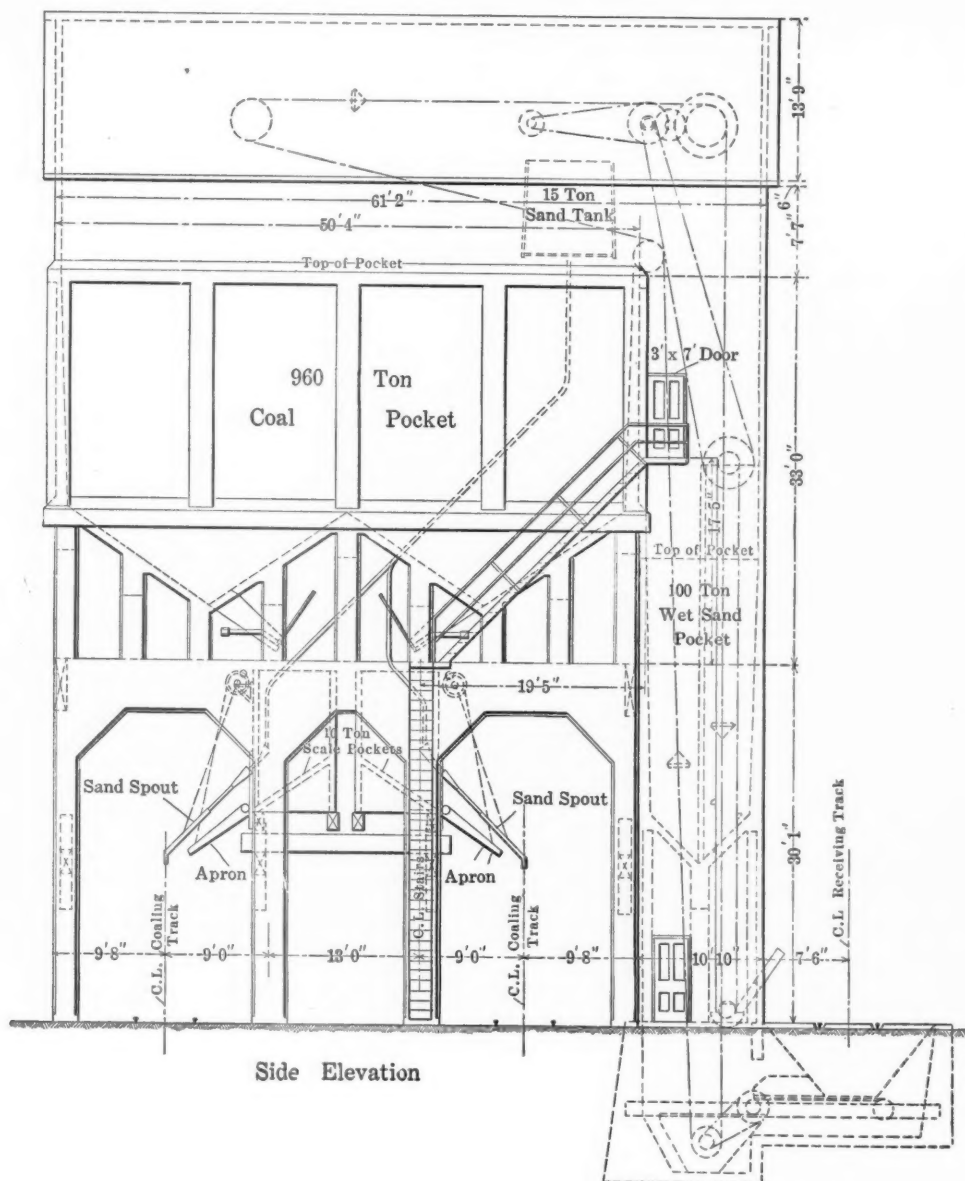 13'9"
6"
7'7"
61'2"
50'4"
15 Ton
Sand Tank
Top of Pocket
3' x 7' Door
960 Ton
Coal Pocket
33'0"
17'5"
Top of Pocket
100 Ton
Wet Sand
Pocket
19'5"
10 Ton
Scale Pockets
Sand Spout
Sand Spout
Apron
Apron
30'1"
C.L. Coaling
Track
C.L. Stairs
C.L. Coaling
Track
C.L Receiving Track
9'8" 9'0" 13'0" 9'0" 9'8" 10'10" 7'6"
Side Elevation